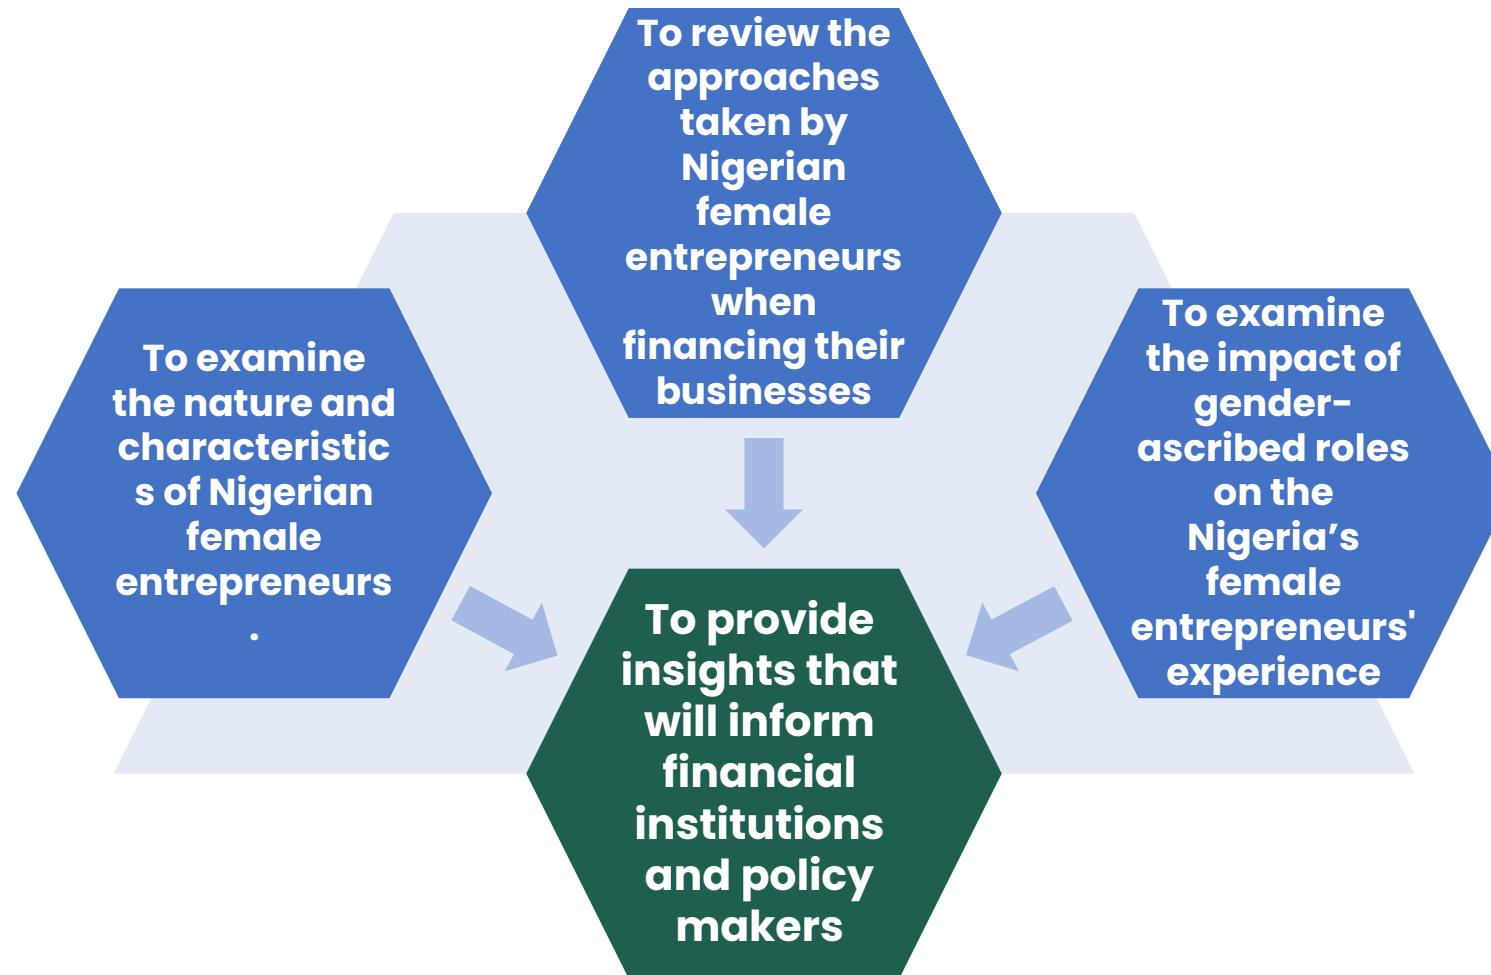 To review the
approaches
taken by
Nigerian
female
entrepreneurs
when
financing their
businesses
To examine
the nature and
characteristic
s of Nigerian
female
entrepreneurs
.
To examine
the impact of
gender-
ascribed roles
on the
Nigeria’s
female
entrepreneurs'
experience
To provide
insights that
will inform
financial
institutions
and policy
makers